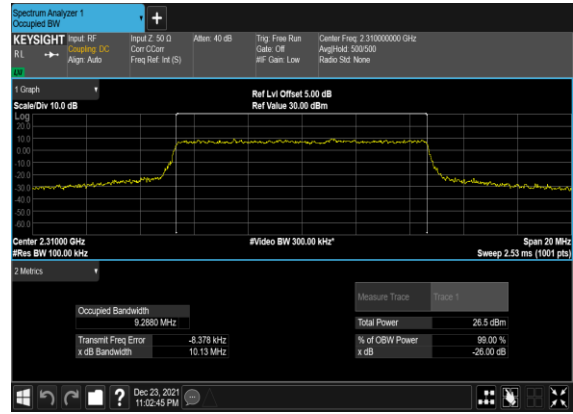 Spectrum Analyzer 1
Occupied BW
KEYSIGHT Input: RF Input Z: 50 Ω Atten: 40 dB Trig: Free Run Center Freq: 2.310000000 GHz
RL Coupling: DC Corr CCorr Gate: Off Avg|Hold: 500/500
Align: Auto Freq Ref: Int (S) #IF Gain: Low Radio Std: None
1 Graph
Ref Lvl Offset 5.00 dB
Scale/Div 10.0 dB Ref Value 30.00 dBm
Log
20.0
10.0
0.00
-10.0
-20.0
-30.0
-40.0
-50.0
-60.0
Center 2.31000 GHz #Video BW 300.00 kHz* Span 20 MHz
#Res BW 100.00 kHz Sweep 2.53 ms (1001 pts)
2 Metrics
Measure Trace Trace 1
Occupied Bandwidth
9.2880 MHz Total Power 26.5 dBm
Transmit Freq Error -8.378 kHz % of OBW Power 99.00 %
x dB Bandwidth 10.13 MHz x dB -26.00 dB
? Dec 23, 2021
11:02:45 PM